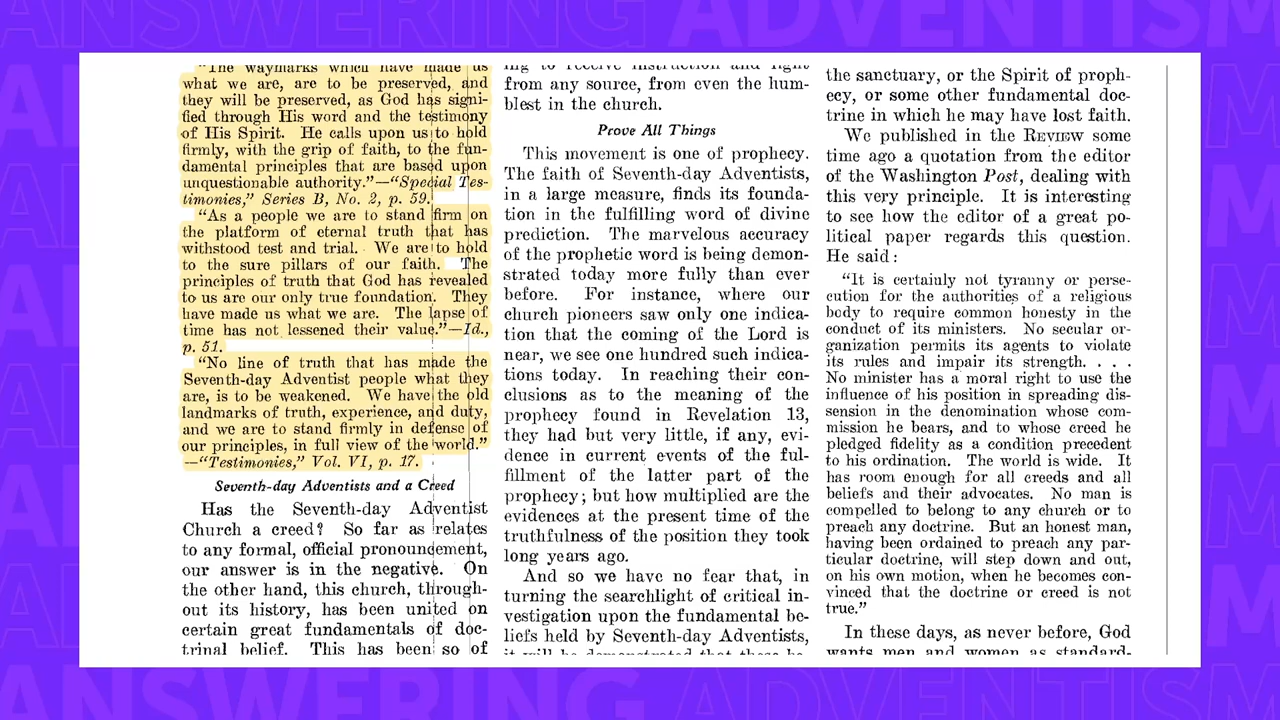 ANSWERING ADVENTISM
"The waymarks which have made us
what we are, are to be preserved, and
they will be preserved, as God has signi-
fied through His word and the testimony
of His Spirit. He calls upon us to hold
firmly, with the grip of faith, to the fun-
damental principles that are based upon
unquestionable authority."—"Special Tes-
timonies," Series B, No. 2, p. 59.
"As a people we are to stand firm on
the platform of eternal truth that has
withstood test and trial. We are to hold
to the sure pillars of our faith. The
principles of truth that God has revealed
to us are our only true foundation. They
have made us what we are. The lapse of
time has not lessened their value."—Id.,
p. 51.
"No line of truth that has made the
Seventh-day Adventist people what they
are, is to be weakened. We have the old
landmarks of truth, experience, and duty,
and we are to stand firmly in defense of
our principles, in full view of the world."
—"Testimonies," Vol. VI, p. 17.
Seventh-day Adventists and a Creed
Has the Seventh-day Adventist
Church a creed? So far as relates
to any formal, official pronouncement,
our answer is in the negative. On
the other hand, this church, through-
out its history, has been united on
certain great fundamentals of doc-
trinal belief. This has been so of
ing to receive instruction and light
from any source, from even the hum-
blest in the church.
Prove All Things
This movement is one of prophecy.
The faith of Seventh-day Adventists,
in a large measure, finds its founda-
tion in the fulfilling word of divine
prediction. The marvelous accuracy
of the prophetic word is being demon-
strated today more fully than ever
before. For instance, where our
church pioneers saw only one indica-
tion that the coming of the Lord is
near, we see one hundred such indica-
tions today. In reaching their con-
clusions as to the meaning of the
prophecy found in Revelation 13,
they had but very little, if any, evi-
dence in current events of the ful-
fillment of the latter part of the
prophecy; but how multiplied are the
evidences at the present time of the
truthfulness of the position they took
long years ago.
And so we have no fear that, in
turning the searchlight of critical in-
vestigation upon the fundamental be-
liefs held by Seventh-day Adventists,
it will be demonstrated that these be-
the sanctuary, or the Spirit of proph-
ecy, or some other fundamental doc-
trine in which he may have lost faith.
We published in the REVIEW some
time ago a quotation from the editor
of the Washington Post, dealing with
this very principle. It is interesting
to see how the editor of a great po-
litical paper regards this question.
He said:
"It is certainly not tyranny or perse-
cution for the authorities of a religious
body to require common honesty in the
conduct of its ministers. No secular or-
ganization permits its agents to violate
its rules and impair its strength. . . .
No minister has a moral right to use the
influence of his position in spreading dis-
sension in the denomination whose com-
mission he bears, and to whose creed he
pledged fidelity as a condition precedent
to his ordination. The world is wide. It
has room enough for all creeds and all
beliefs and their advocates. No man is
compelled to belong to any church or to
preach any doctrine. But an honest man,
having been ordained to preach any par-
ticular doctrine, will step down and out,
on his own motion, when he becomes con-
vinced that the doctrine or creed is not
true."
In these days, as never before, God
wants men and women as standard-
ANSWERING ADVENTISM